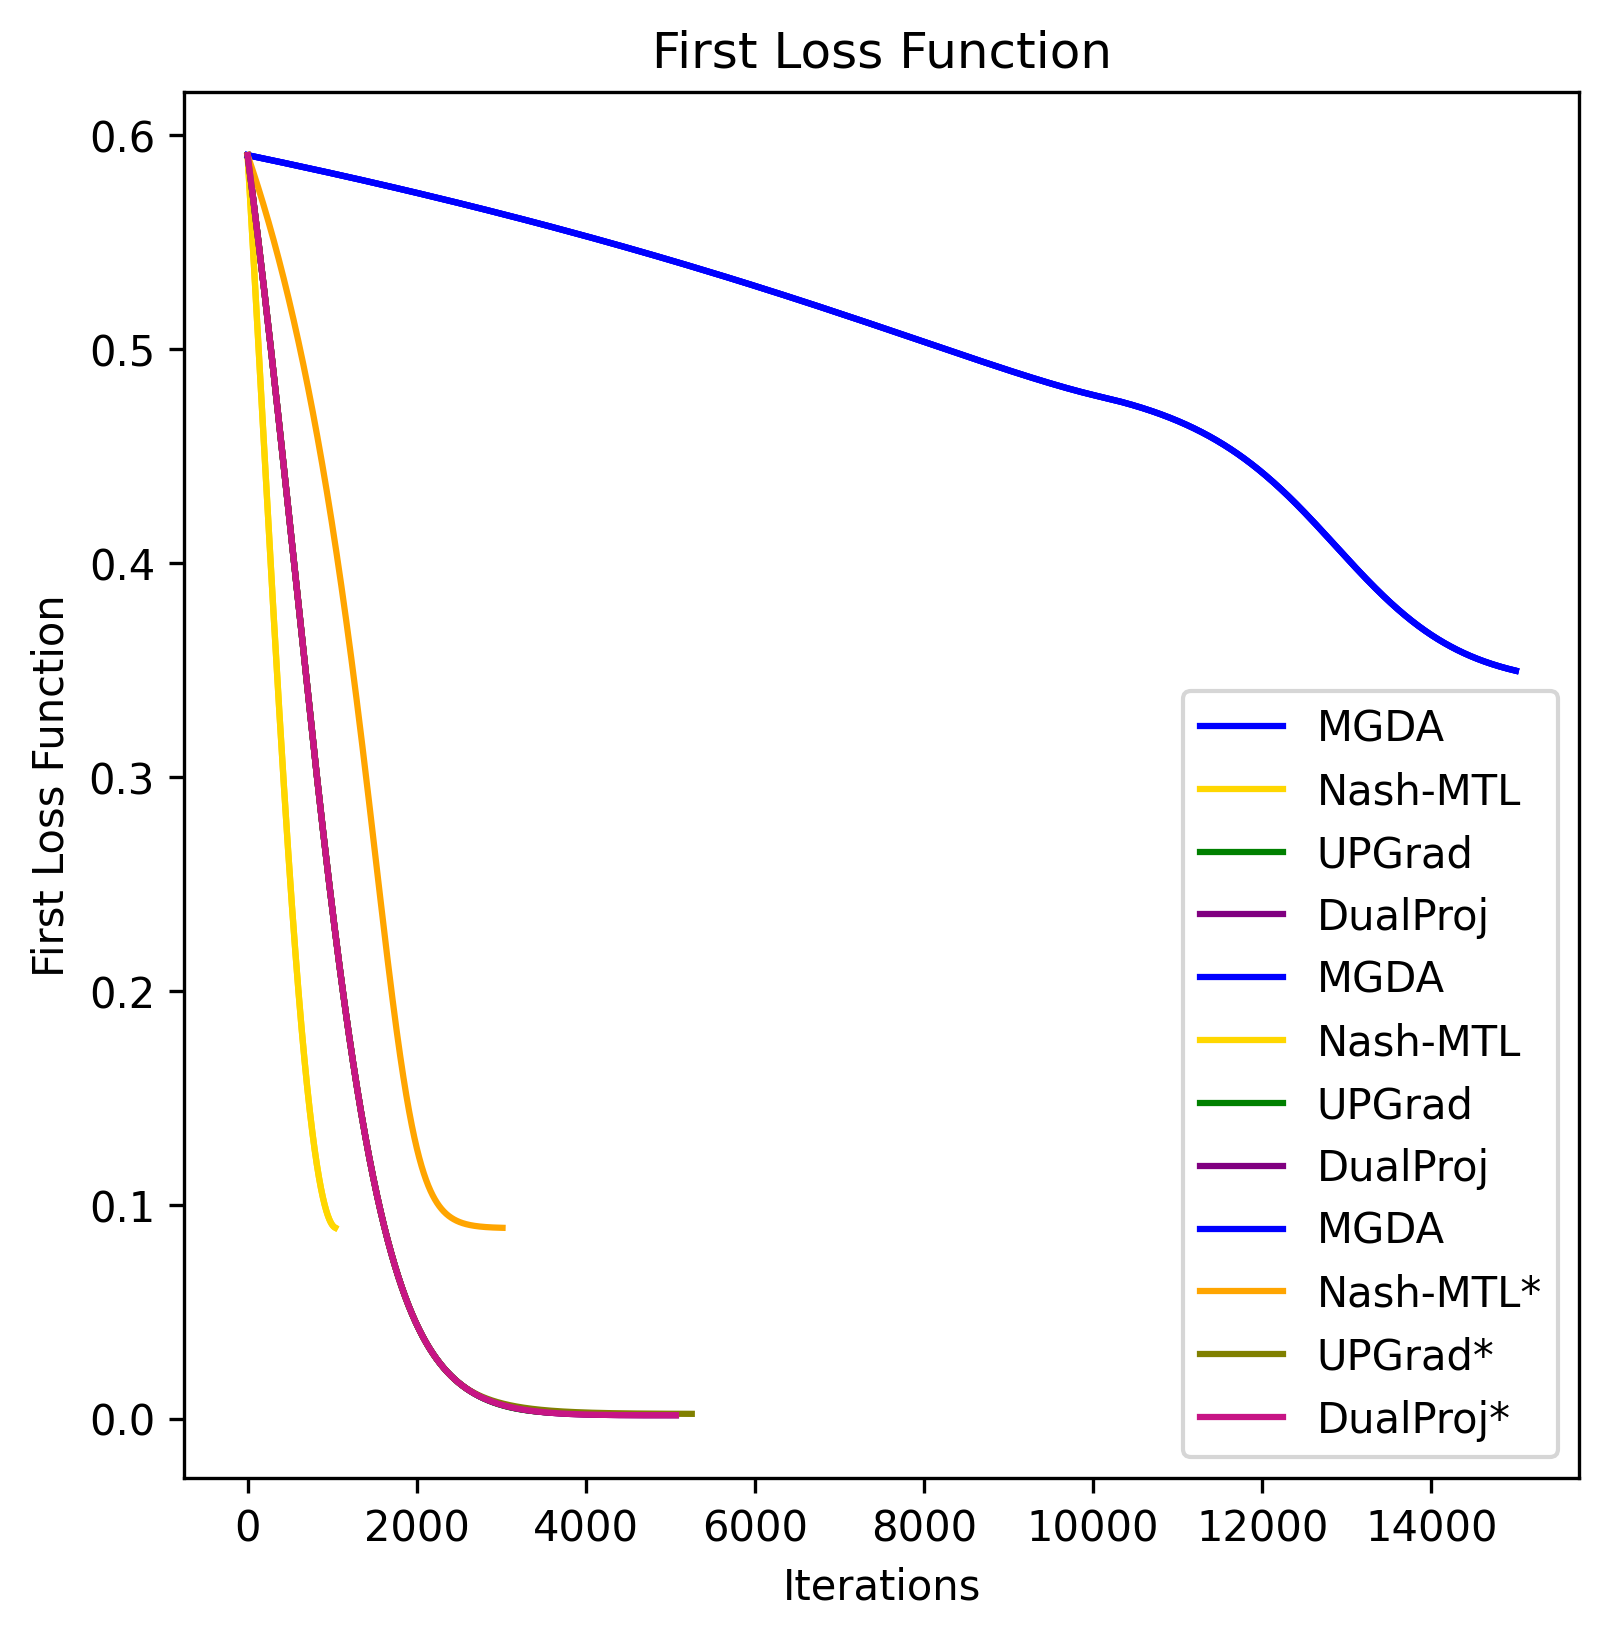 First Loss Function
0.6
0.5
0.4
0.3
0.2
0.1
0.0
First Loss Function
0 2000 4000 6000 8000 10000 12000 14000
Iterations
MGDA
Nash-MTL
UPGrad
DualProj
MGDA
Nash-MTL
UPGrad
DualProj
MGDA
Nash-MTL*
UPGrad*
DualProj*